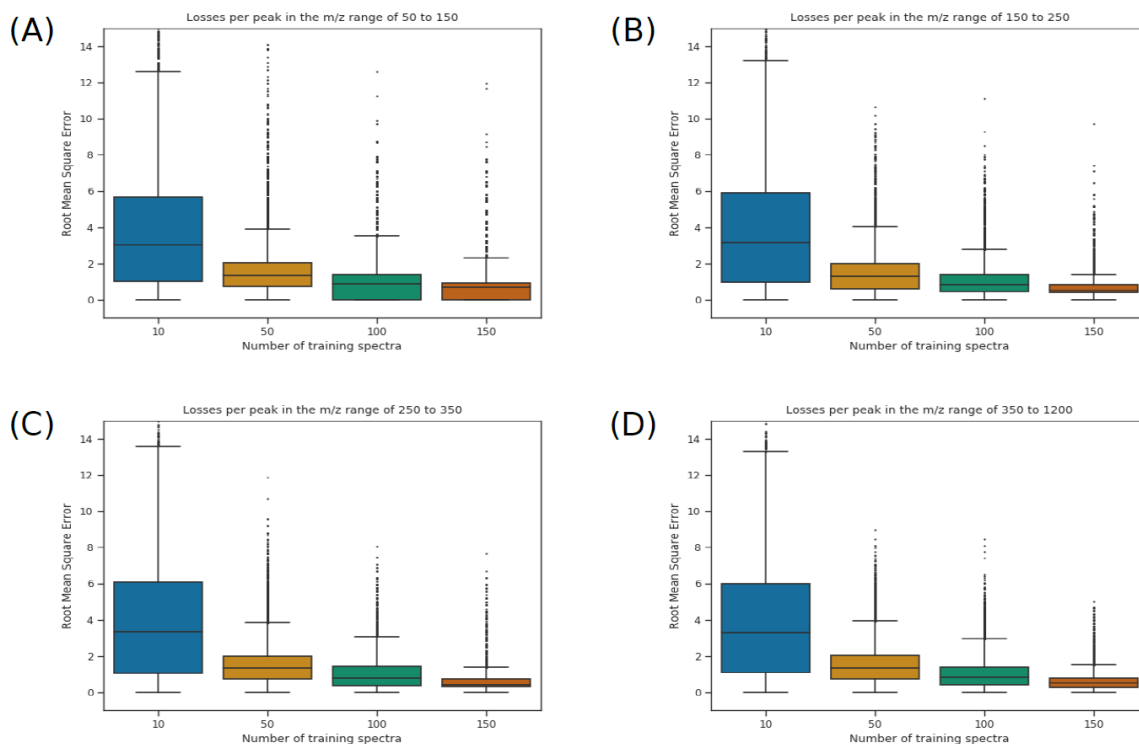 (A)
Losses per peak in the m/z range of 50 to 150
Root Mean Square Error
14
12
10
8
6
4
2
0
10 50 100 150
Number of training spectra
(B)
Losses per peak in the m/z range of 150 to 250
Root Mean Square Error
14
12
10
8
6
4
2
0
10 50 100 150
Number of training spectra
(C)
Losses per peak in the m/z range of 250 to 350
Root Mean Square Error
14
12
10
8
6
4
2
0
10 50 100 150
Number of training spectra
(D)
Losses per peak in the m/z range of 350 to 1200
Root Mean Square Error
14
12
10
8
6
4
2
0
10 50 100 150
Number of training spectra